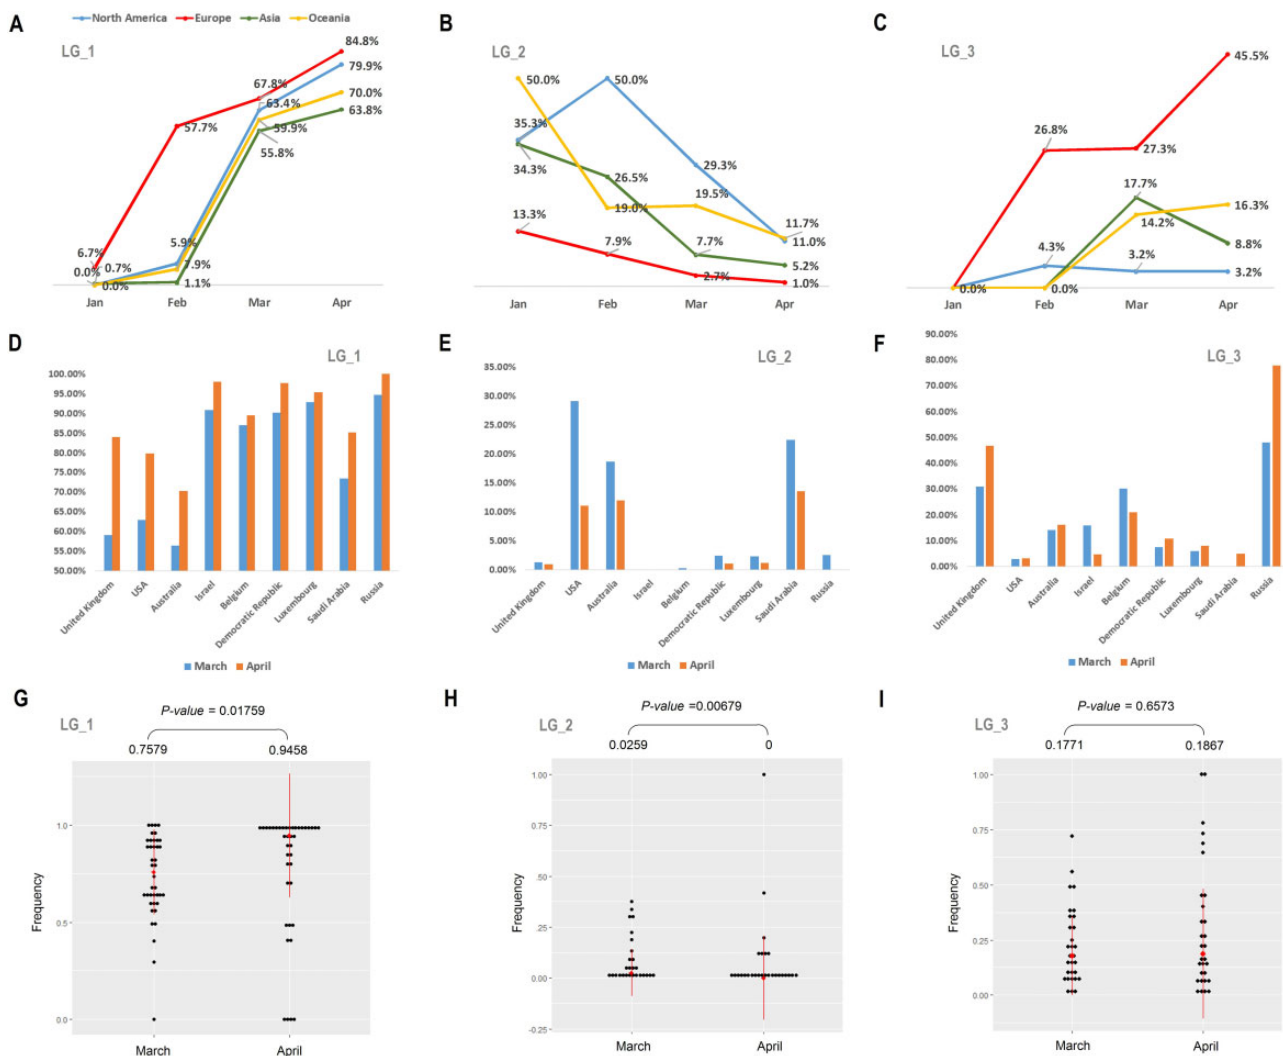 A
North America Europe Asia Oceania
LG_1
84.8%
79.9%
70.0%
63.8%
67.8%
63.4%
59.9%
55.8%
57.7%
5.9%
7.9%
1.1%
6.7%
0.0%
0.7%
0.0%
Jan Feb Mar Apr
B
LG_2
50.0%
50.0%
35.3%
34.3%
29.3%
26.5%
19.0%
19.5%
13.3%
7.9%
7.7%
2.7%
11.7%
11.0%
5.2%
1.0%
Jan Feb Mar Apr
C
LG_3
45.5%
26.8%
27.3%
17.7%
16.3%
14.2%
8.8%
4.3%
3.2%
3.2%
0.0%
0.0%
Jan Feb Mar Apr
D
LG_1
100.00%
95.00%
90.00%
85.00%
80.00%
75.00%
70.00%
65.00%
60.00%
55.00%
50.00%
United Kingdom
USA
Australia
Israel
Belgium
Democratic Republic
Luxembourg
Saudi Arabia
Russia
March April
E
LG_2
35.00%
30.00%
25.00%
20.00%
15.00%
10.00%
5.00%
0.00%
United Kingdom
USA
Australia
Israel
Belgium
Democratic Republic
Luxembourg
Saudi Arabia
Russia
March April
F
LG_3
90.00%
80.00%
70.00%
60.00%
50.00%
40.00%
30.00%
20.00%
10.00%
0.00%
United Kingdom
USA
Australia
Israel
Belgium
Democratic Republic
Luxembourg
Saudi Arabia
Russia
March April
G
LG_1
P-value = 0.01759
0.7579 0.9458
1.0
0.5
0.0
Frequency
March April
H
LG_2
P-value =0.00679
0.0259 0
1.00
0.75
0.50
.25
0.00
-0.25
Frequency
March April
I
LG_3
P-value = 0.6573
0.1771 0.1867
1.00
0.75
0.50
0.25
0.00
Frequency
March April